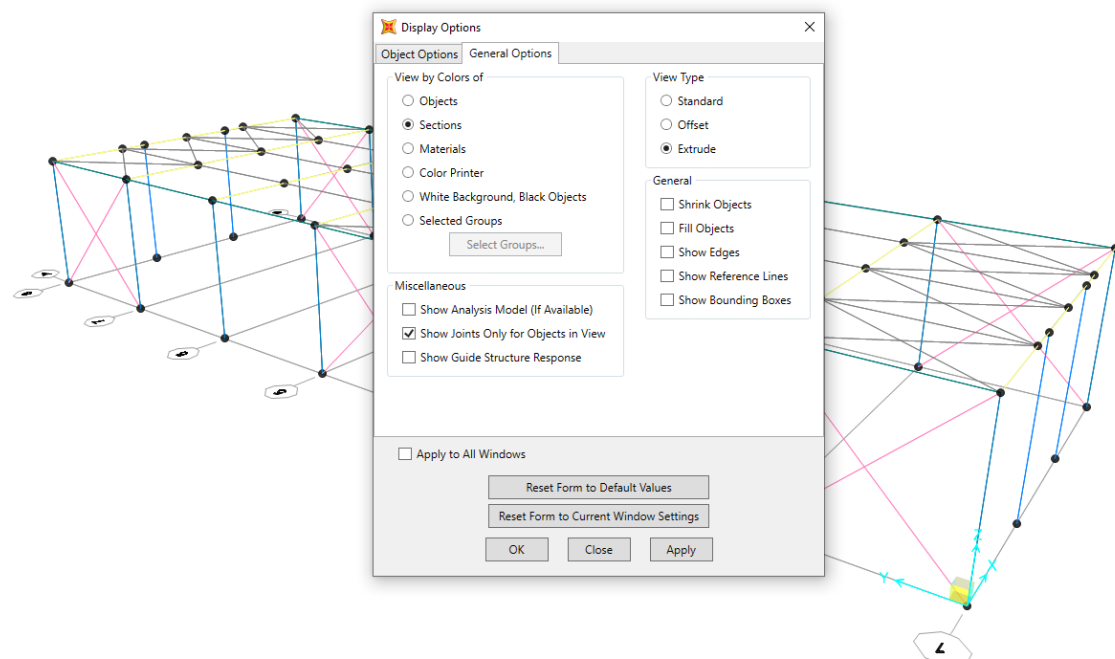 Display Options
Object Options General Options
View by Colors of
Objects
Sections
Materials
Color Printer
White Background, Black Objects
Selected Groups
Select Groups...
Miscellaneous
Show Analysis Model (If Available)
Show Joints Only for Objects in View
Show Guide Structure Response
View Type
Standard
Offset
Extrude
General
Shrink Objects
Fill Objects
Show Edges
Show Reference Lines
Show Bounding Boxes
Apply to All Windows
Reset Form to Default Values
Reset Form to Current Window Settings
OK Close Apply
Z
Y
X